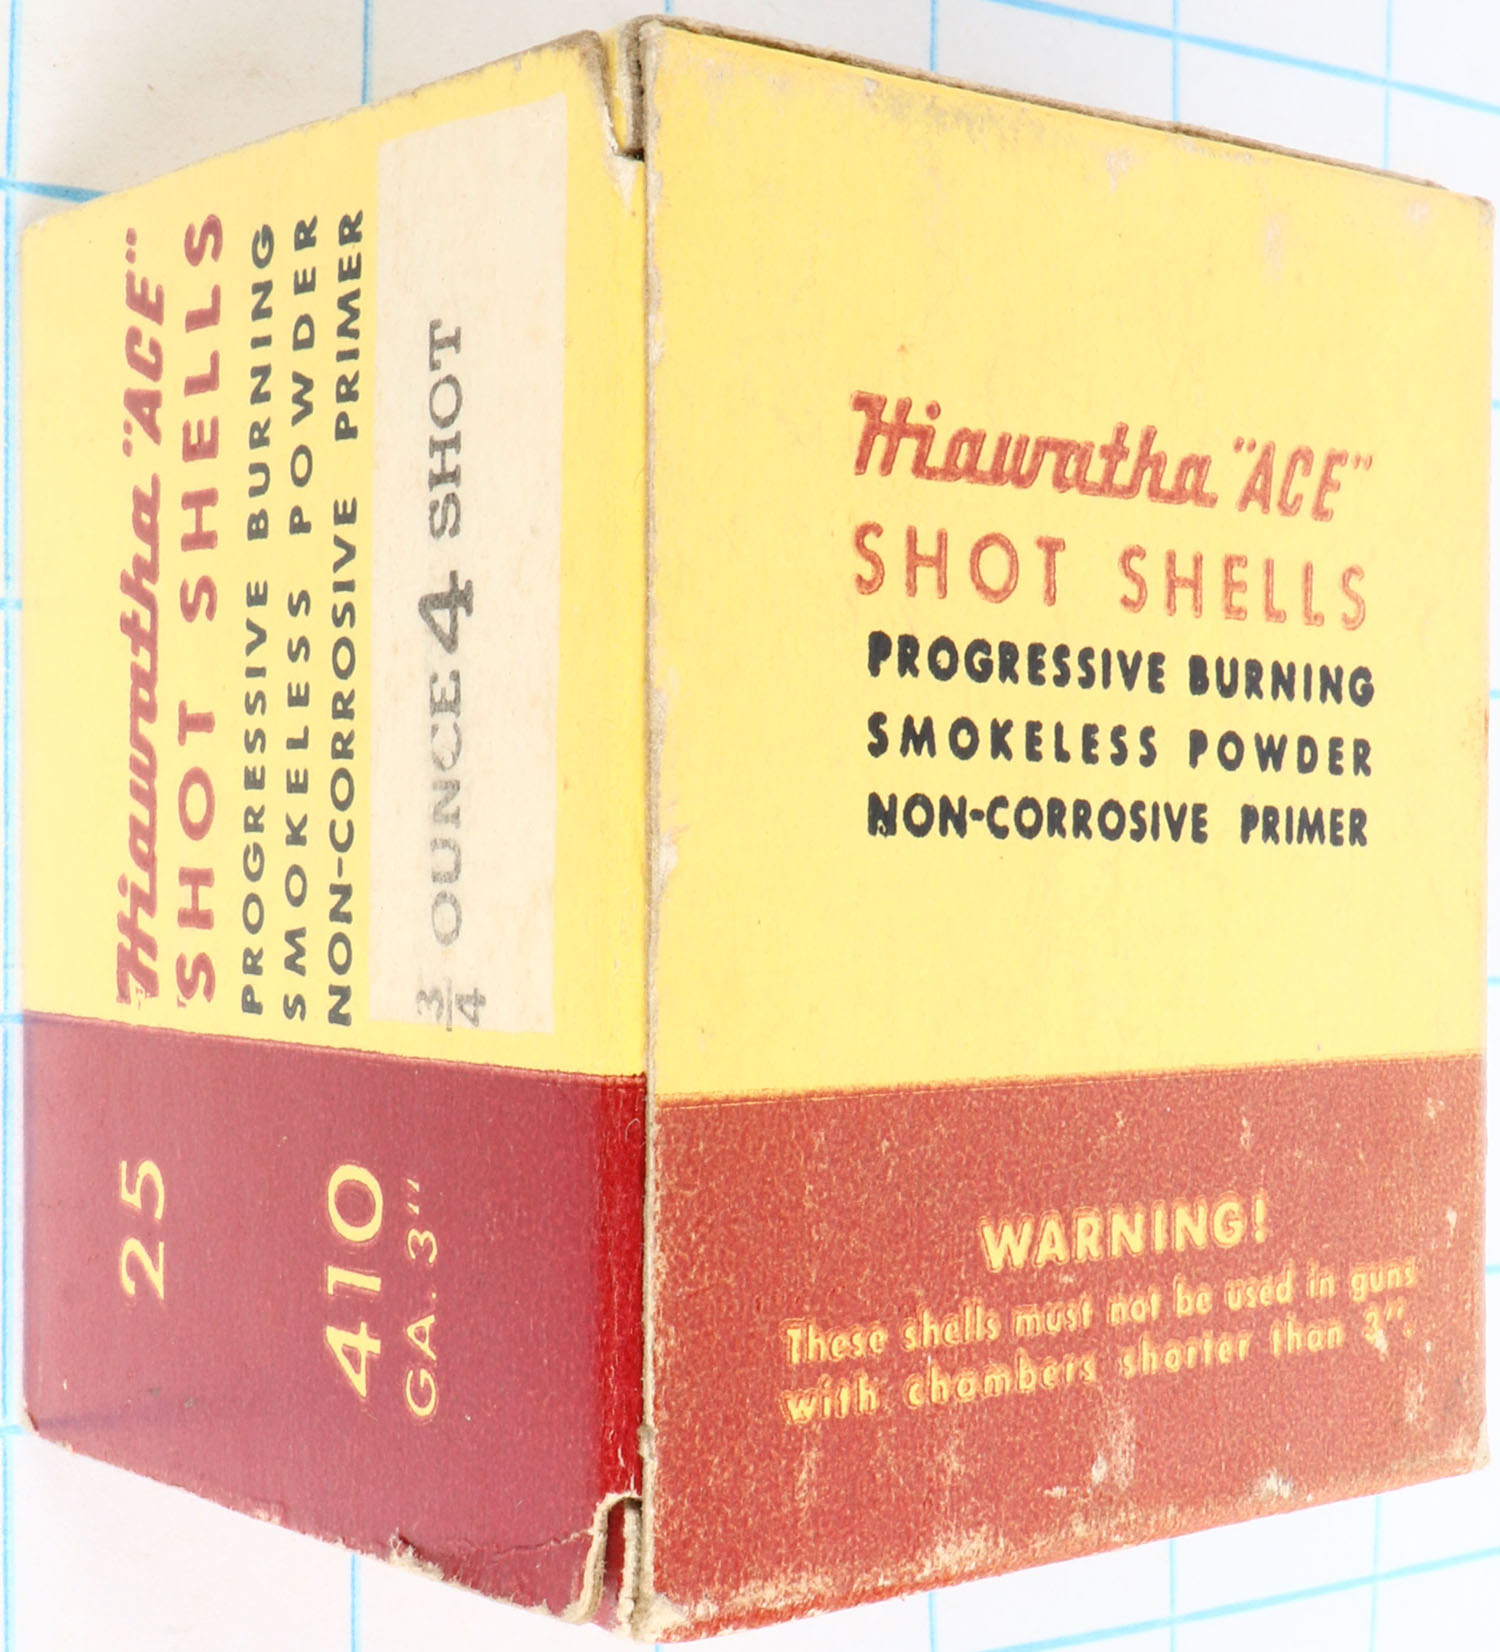 Hiawatha "ACE"
SHOT SHELLS
PROGRESSIVE BURNING
SMOKELESS POWDER
NON-CORROSIVE PRIMER
3/4 OUNCE 4 SHOT
25
410
GA. 3"
Hiawatha "ACE"
SHOT SHELLS
PROGRESSIVE BURNING
SMOKELESS POWDER
NON-CORROSIVE PRIMER
WARNING!
These shells must not be used in guns
with chambers shorter than 3".